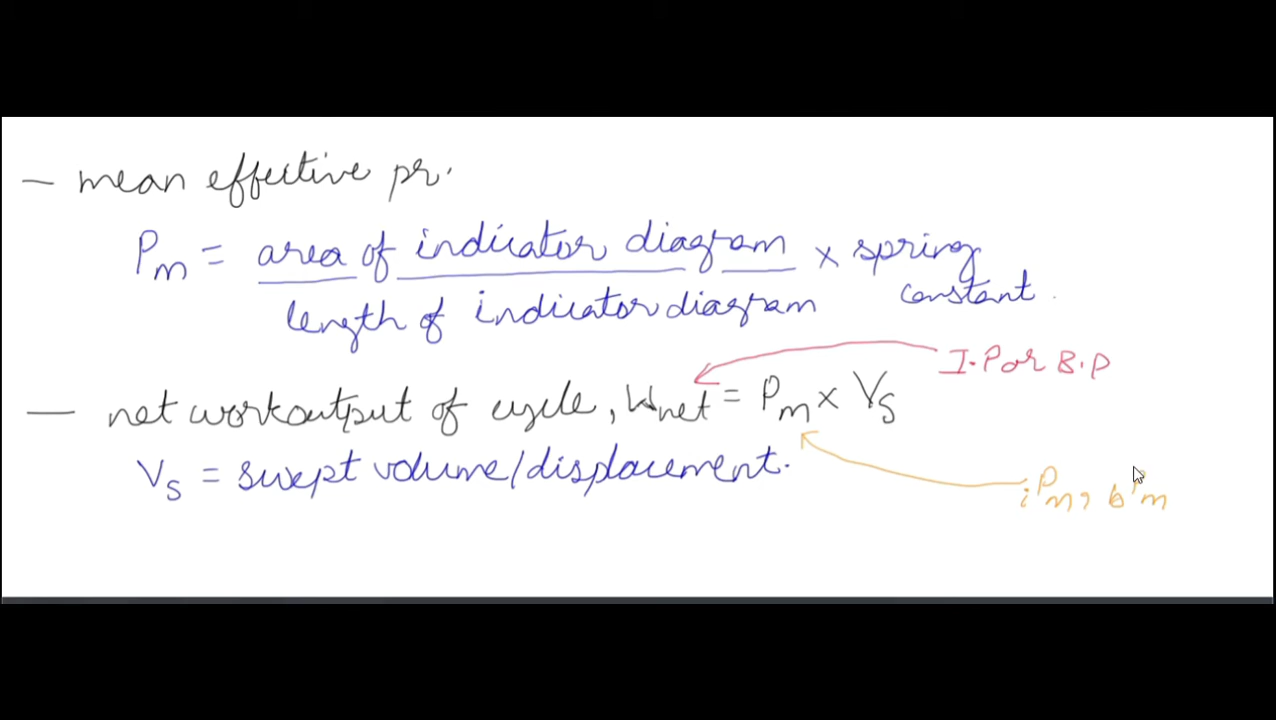 — mean effective pr.
Pm = area of indicator diagram × spring
length of indicator diagram constant.
I.P or B.P
— net workoutput of cycle, Wnet = Pm × Vs
Vs = swept volume/displacement.
iPm, bPm